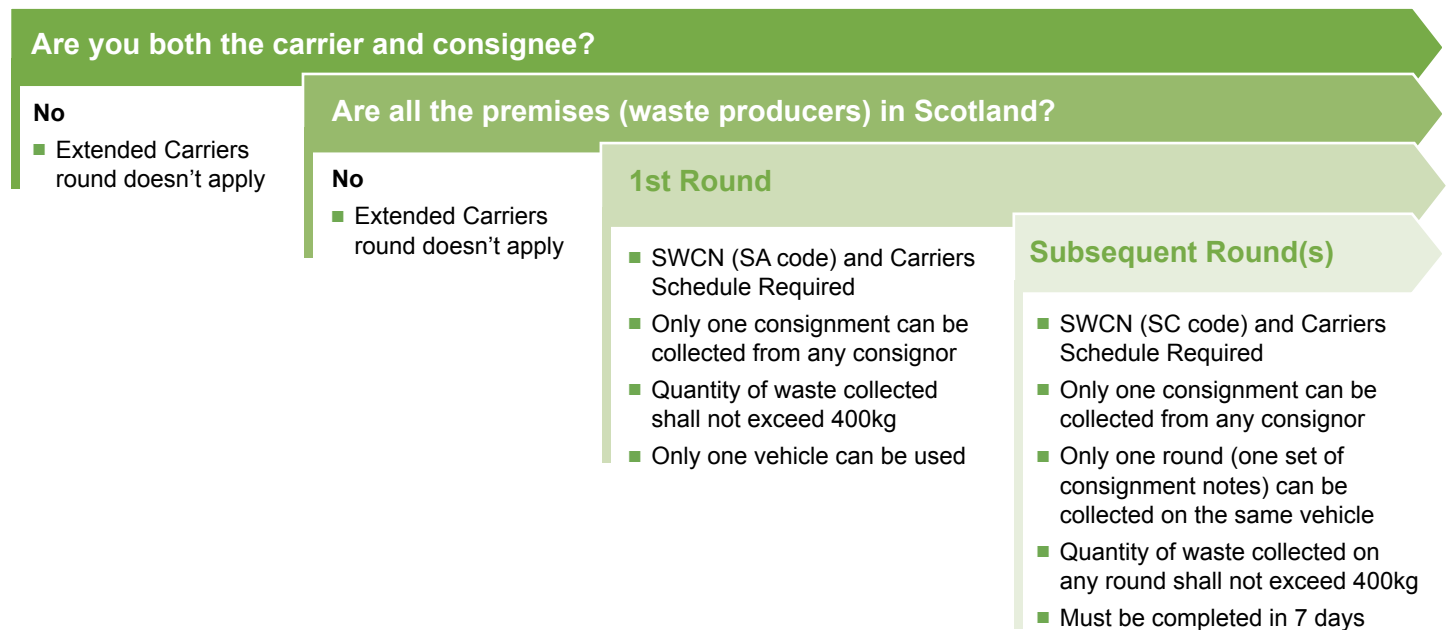 Are you both the carrier and consignee?
No
■ Extended Carriers
round doesn’t apply
Are all the premises (waste producers) in Scotland?
No
■ Extended Carriers
round doesn’t apply
1st Round
■ SWCN (SA code) and Carriers
Schedule Required
■ Only one consignment can be
collected from any consignor
■ Quantity of waste collected
shall not exceed 400kg
■ Only one vehicle can be used
Subsequent Round(s)
■ SWCN (SC code) and Carriers
Schedule Required
■ Only one consignment can be
collected from any consignor
■ Only one round (one set of
consignment notes) can be
collected on the same vehicle
■ Quantity of waste collected on
any round shall not exceed 400kg
■ Must be completed in 7 days